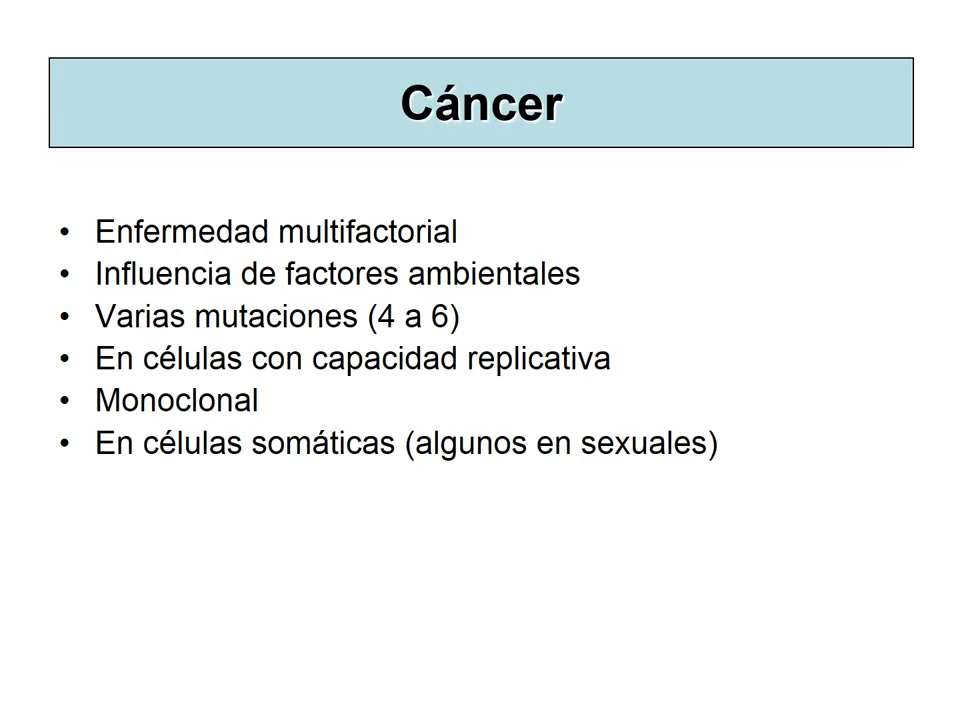 Cáncer
• Enfermedad multifactorial
• Influencia de factores ambientales
• Varias mutaciones (4 a 6)
• En células con capacidad replicativa
• Monoclonal
• En células somáticas (algunos en sexuales)